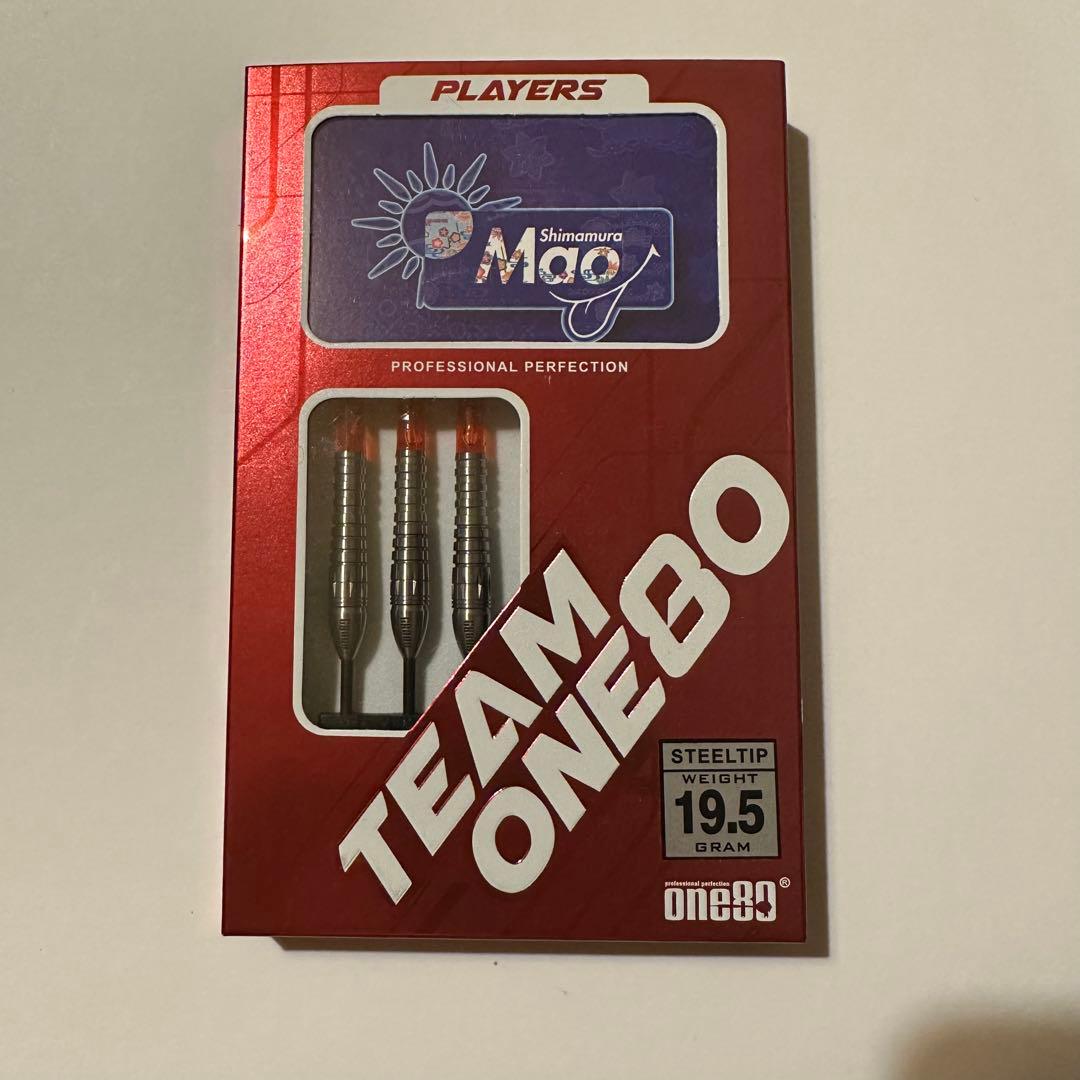 PLAYERS
Shimamura
Mao
PROFESSIONAL PERFECTION
TEAM
ONE80
STEELTIP
WEIGHT
19.5
GRAM
professional perfection
one80®